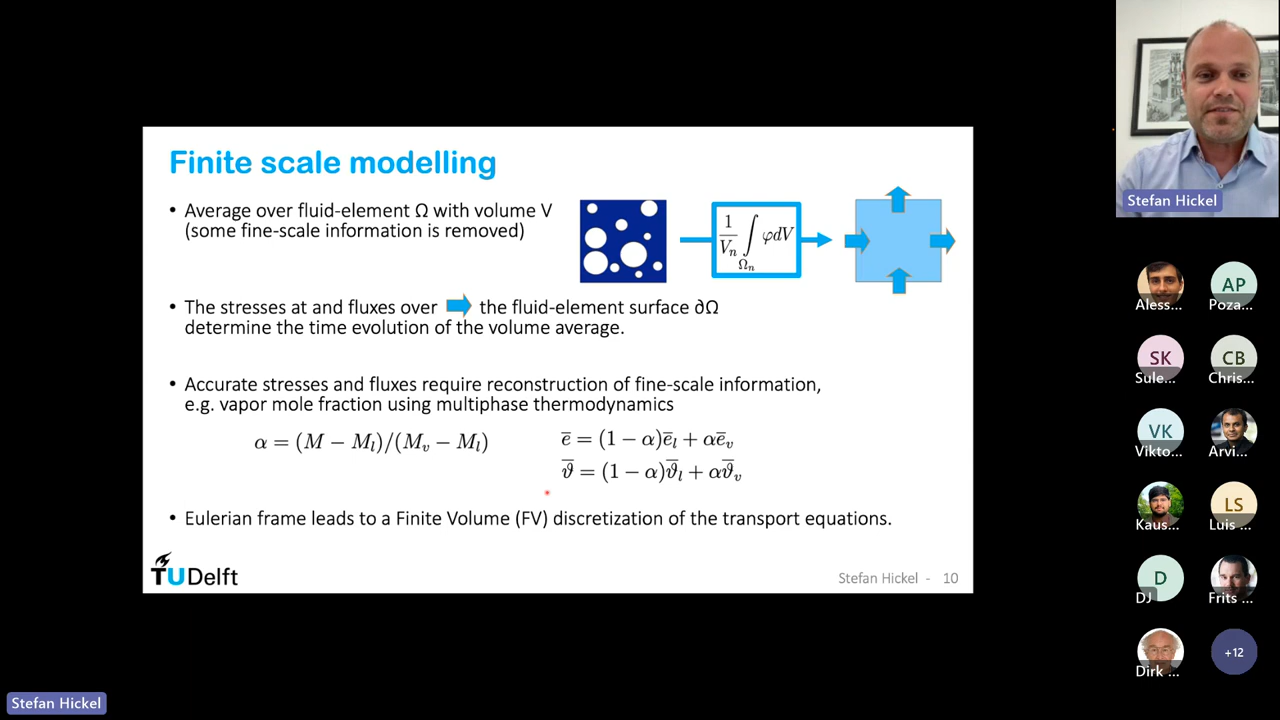 Finite scale modelling
• Average over fluid-element Ω with volume V
(some fine-scale information is removed)
1/V_n ∫_{Ω_n} φdV
• The stresses at and fluxes over the fluid-element surface ∂Ω
determine the time evolution of the volume average.
• Accurate stresses and fluxes require reconstruction of fine-scale information,
e.g. vapor mole fraction using multiphase thermodynamics
α = (M − M_l)/(M_v − M_l)
e̅ = (1 − α)e̅_l + αe̅_v
ϑ̅ = (1 − α)ϑ̅_l + αϑ̅_v
• Eulerian frame leads to a Finite Volume (FV) discretization of the transport equations.
TUDelft
Stefan Hickel - 10
Stefan Hickel
Aless...
AP
Poza...
SK
Sule...
CB
Chris...
VK
Vikto...
Arvi...
Kaus...
LS
Luis ...
D
DJ
Frits ...
Dirk ...
+12
Stefan Hickel